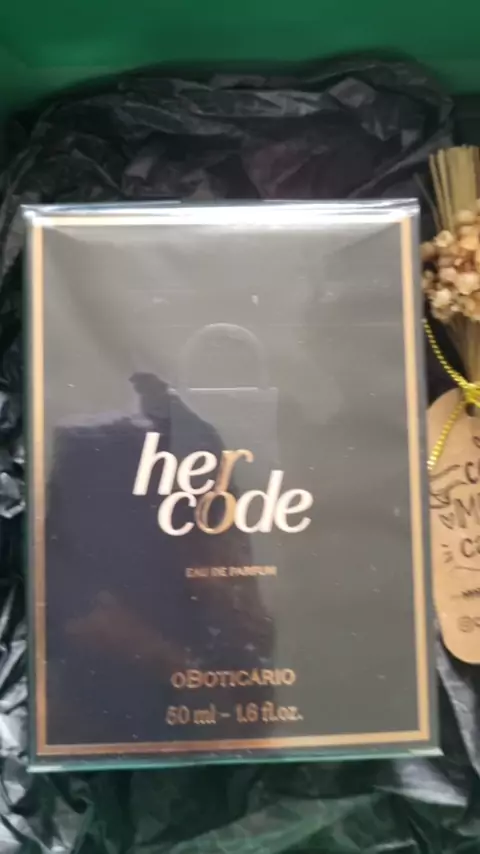 her
code
EAU DE PARFUM
oBOTICÁRIO
50 ml - 1.6 fl.oz.